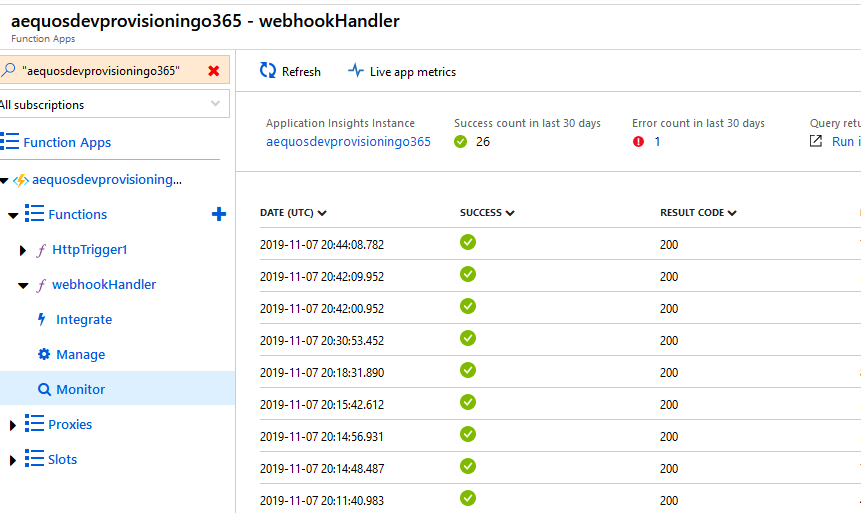 aequosdevprovisioningo365 - webhookHandler
Function Apps
"aequosdevprovisioningo365"
All subscriptions
Function Apps
aequosdevprovisioning...
Functions
HttpTrigger1
webhookHandler
Integrate
Manage
Monitor
Proxies
Slots
Refresh
Live app metrics
Application Insights Instance
aequosdevprovisioningo365
Success count in last 30 days
26
Error count in last 30 days
1
Query retu
Run i
DATE (UTC) SUCCESS RESULT CODE
2019-11-07 20:44:08.782 200
2019-11-07 20:42:09.952 200
2019-11-07 20:42:00.952 200
2019-11-07 20:30:53.452 200
2019-11-07 20:18:31.890 200
2019-11-07 20:15:42.612 200
2019-11-07 20:14:56.931 200
2019-11-07 20:14:48.487 200
2019-11-07 20:11:40.983 200